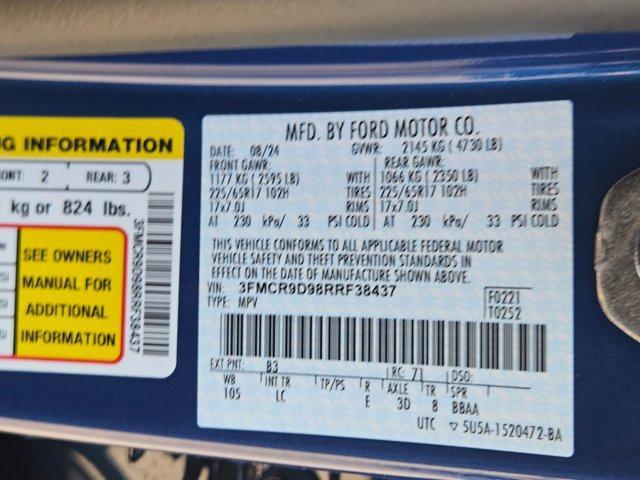 NG INFORMATION
FRONT: 2 REAR: 3
kg or 824 lbs.
SEE OWNERS
MANUAL FOR
ADDITIONAL
INFORMATION
3FMCR9D98RRF38437
MFD. BY FORD MOTOR CO.
DATE: 08/24 GVWR: 2145 KG ( 4730 LB)
FRONT GAWR: REAR GAWR:
1177 KG ( 2595 LB) WITH 1066 KG ( 2350 LB) WITH
225/65R17 102H TIRES 225/65R17 102H TIRES
17x7.0J RIMS 17x7.0J RIMS
AT 230 kPa/ 33 PSI COLD AT 230 kPa/ 33 PSI COLD
THIS VEHICLE CONFORMS TO ALL APPLICABLE FEDERAL MOTOR
VEHICLE SAFETY AND THEFT PREVENTION STANDARDS IN
EFFECT ON THE DATE OF MANUFACTURE SHOWN ABOVE.
VIN: 3FMCR9D98RRF38437
TYPE: MPV
F0221
T0252
EXT PNT: B3 RC: 71 DSO:
WB INT TR TP/PS R AXLE TR SPR
105 LC E 3D 8 BBAA
UTC ▽ 5U5A-1520472-BA